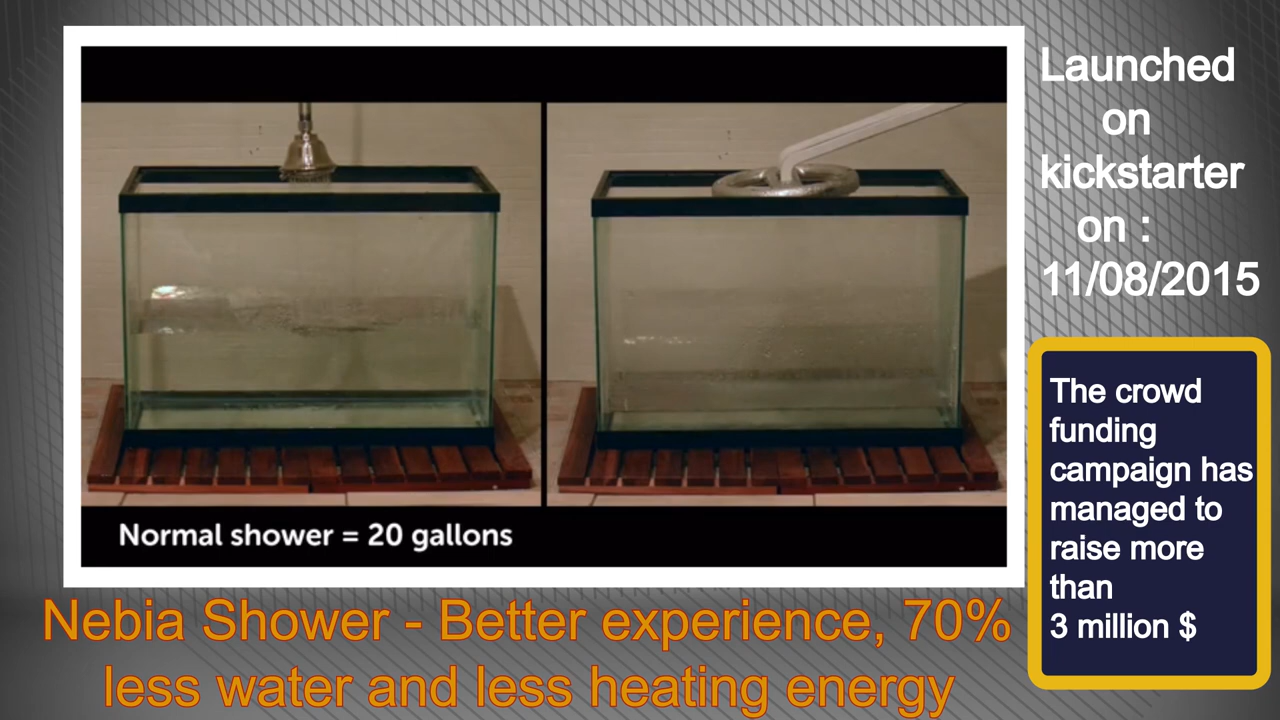 Launched
on
kickstarter
on :
11/08/2015
The crowd
funding
campaign has
managed to
raise more
than
3 million $
Normal shower = 20 gallons
Nebia Shower - Better experience, 70%
less water and less heating energy